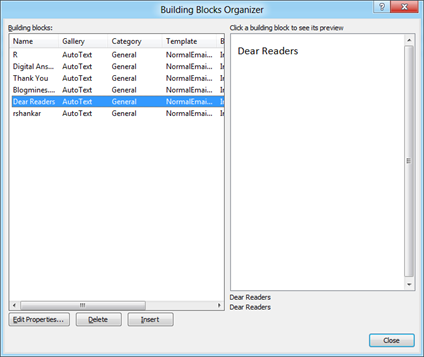 Building Blocks Organizer
Building blocks:
Click a building block to see its preview
Name Gallery Category Template
R AutoText General NormalEmai...
Digital Ans... AutoText General NormalEmai...
Thank You AutoText General NormalEmai...
Blogmines.... AutoText General NormalEmai...
Dear Readers AutoText General NormalEmai...
rshankar AutoText General NormalEmai...
Dear Readers
Dear Readers
Dear Readers
Edit Properties... Delete Insert
Close